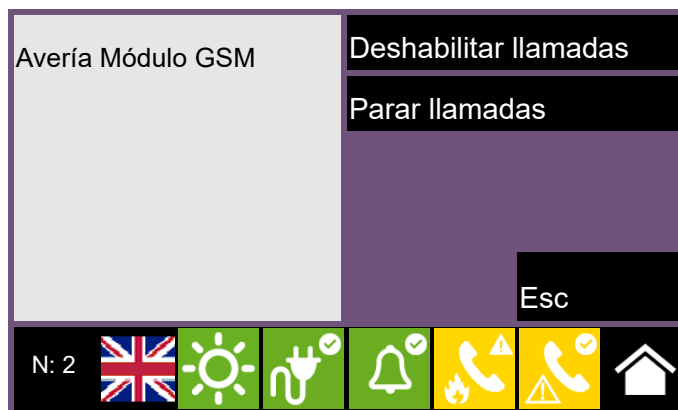 Avería Módulo GSM
Deshabilitar llamadas
Parar llamadas
Esc
N: 2